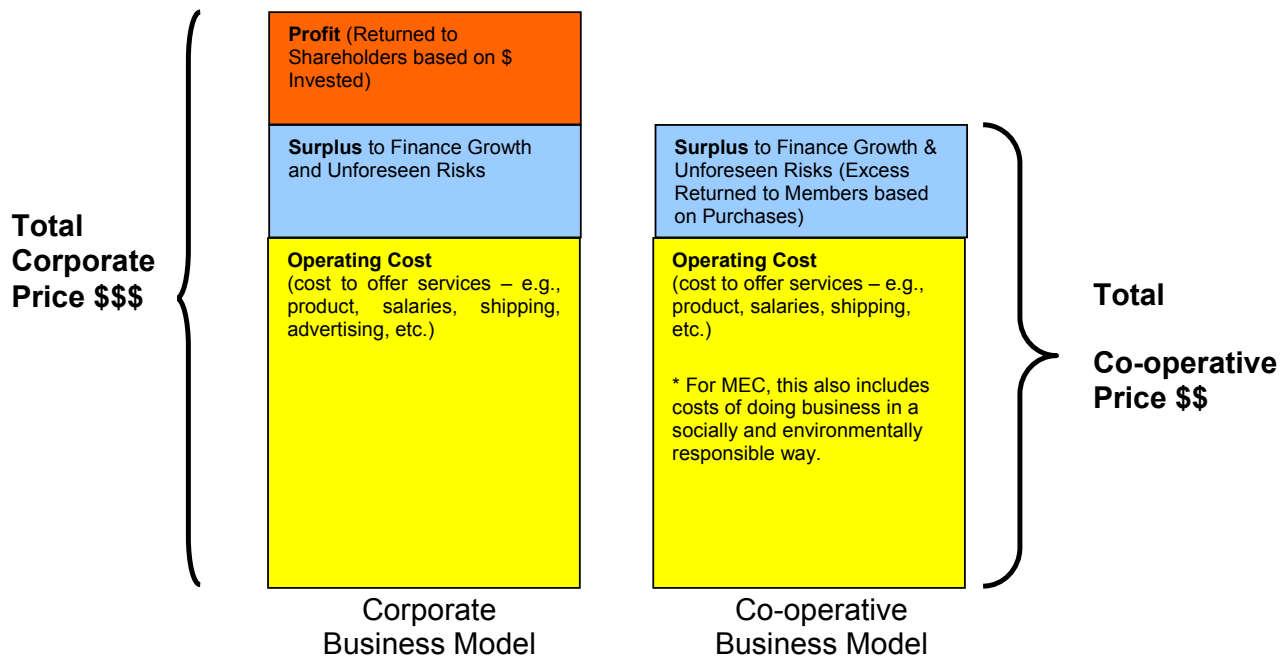 Profit (Returned to
Shareholders based on $
Invested)
Surplus to Finance Growth
and Unforeseen Risks
Operating Cost
(cost to offer services – e.g.,
product, salaries, shipping,
advertising, etc.)
Total
Corporate
Price $$$
Corporate
Business Model
Surplus to Finance Growth &
Unforeseen Risks (Excess
Returned to Members based
on Purchases)
Operating Cost
(cost to offer services – e.g.,
product, salaries, shipping,
etc.)
* For MEC, this also includes
costs of doing business in a
socially and environmentally
responsible way.
Total
Co-operative
Price $$
Co-operative
Business Model